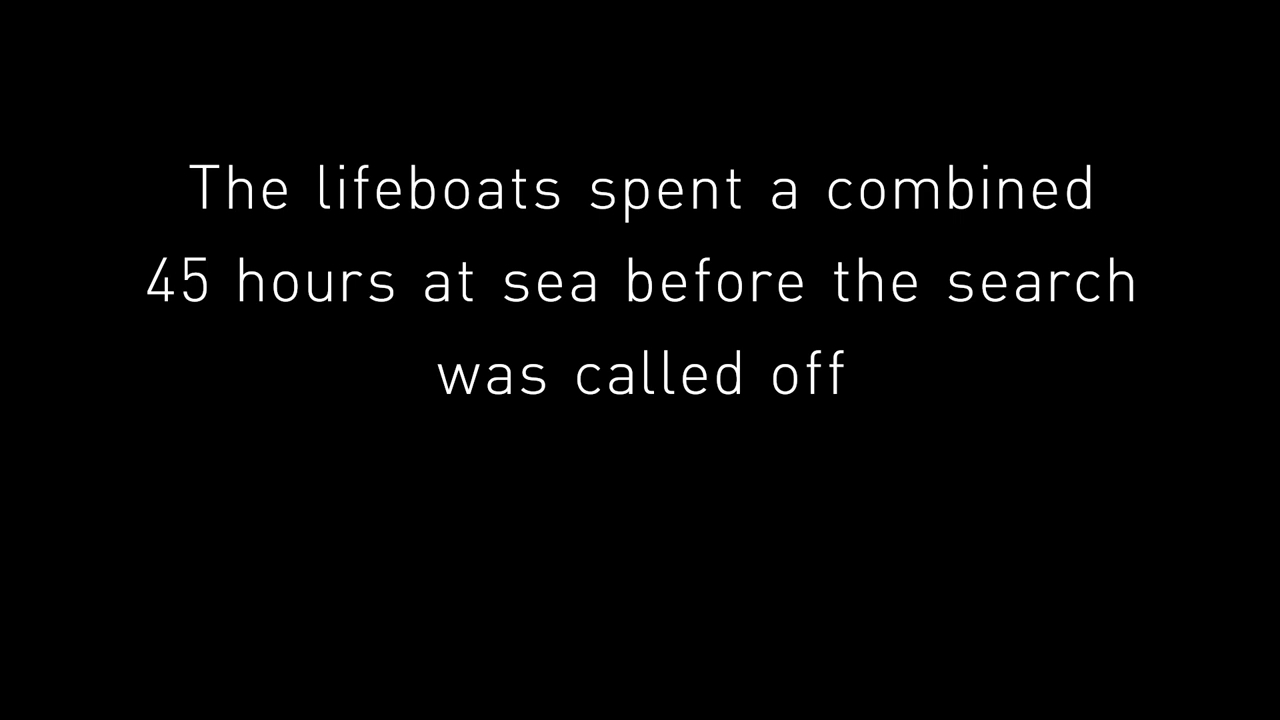 The lifeboats spent a combined
45 hours at sea before the search
was called off